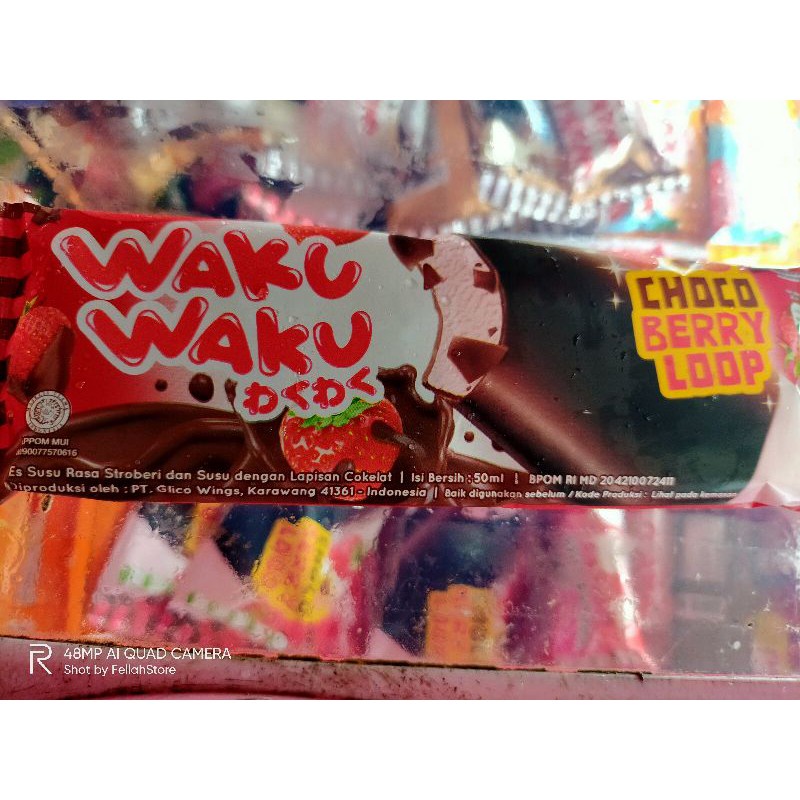 WAKU
WAKU
わくわく
CHOCO
BERRY
LOOP
LPPOM MUI
Es Susu Rasa Stroberi dan Susu dengan Lapisan Cokelat | Isi Bersih : 50ml | BPOM RI MD
Diproduksi oleh : PT. Glico Wings, Karawang 41361 - Indonesia | Baik digunakan sebelum / Kode Produksi : Lihat pada
48MP AI QUAD CAMERA
Shot by FellahStore